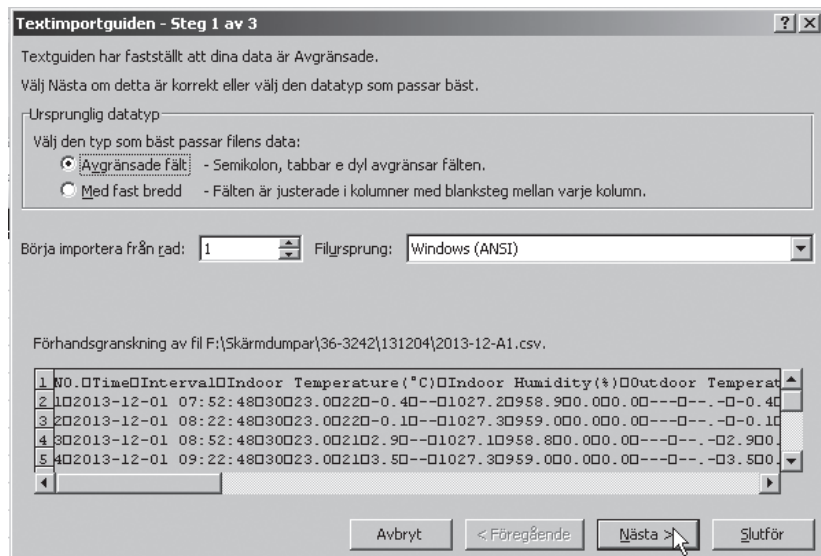 Textimportguiden - Steg 1 av 3
Textguiden har fastställt att dina data är Avgränsade.
Välj Nästa om detta är korrekt eller välj den datatyp som passar bäst.
Ursprunglig datatyp
Välj den typ som bäst passar filens data:
Avgränsade fält - Semikolon, tabbar e dyl avgränsar fälten.
Med fast bredd - Fälten är justerade i kolumner med blanksteg mellan varje kolumn.
Börja importera från rad: 1 Filursprung: Windows (ANSI)
Förhandsgranskning av fil F:\Skärmdumpar\36-3242\131204\2013-12-A1.csv.
1 NO.□Time□Interval□Indoor Temperature(°C)□Indoor Humidity(%)□Outdoor Temperat
2 1□2013-12-01 07:52:48□30□23.0□22□-0.4□--□1027.2□958.9□0.0□0.0□---□--.-□-0.4□
3 2□2013-12-01 08:22:48□30□23.0□22□-0.1□--□1027.3□959.0□0.0□0.0□---□--.-□-0.1□
4 3□2013-12-01 08:52:48□30□23.0□21□2.9□--□1027.1□958.8□0.0□0.0□---□--.-□2.9□0.
5 4□2013-12-01 09:22:48□30□23.0□21□3.5□--□1027.3□959.0□0.0□0.0□---□--.-□3.5□0.
Avbryt < Föregående Nästa > Slutför